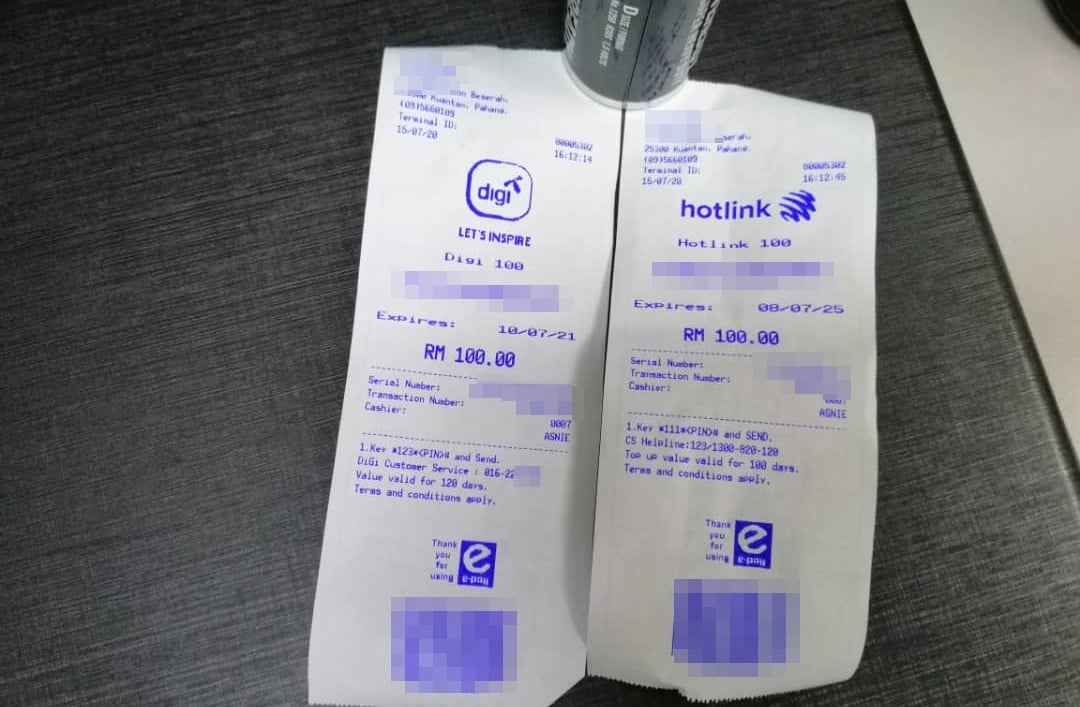 Beserah.
Kuantan, Pahang.
(09)5660109
Terminal ID:
80005302
15/07/20
16:12:14
digi
LET'S INSPIRE
Digi 100
Expires: 10/07/21
RM 100.00
Serial Number:
Transaction Number:
0007
Cashier:
ASNIE
1.Key *123*<PIN># and Send.
DiGi Customer Service : 016-22
Value valid for 120 days.
Terms and conditions apply.
Thank
you
for
using
e
e-pay
serah.
25300 Kuantan, Pahang.
(09)5660109
Terminal ID:
80005302
15/07/20
16:12:45
hotlink
Hotlink 100
Expires: 08/07/25
RM 100.00
Serial Number:
Transaction Number:
Cashier:
ASNIE
1.Key *111*<PIN># and SEND.
CS Helpline:123/1300-820-120
Top up value valid for 100 days.
Terms and conditions apply.
Thank
you
for
using
e
e-pay